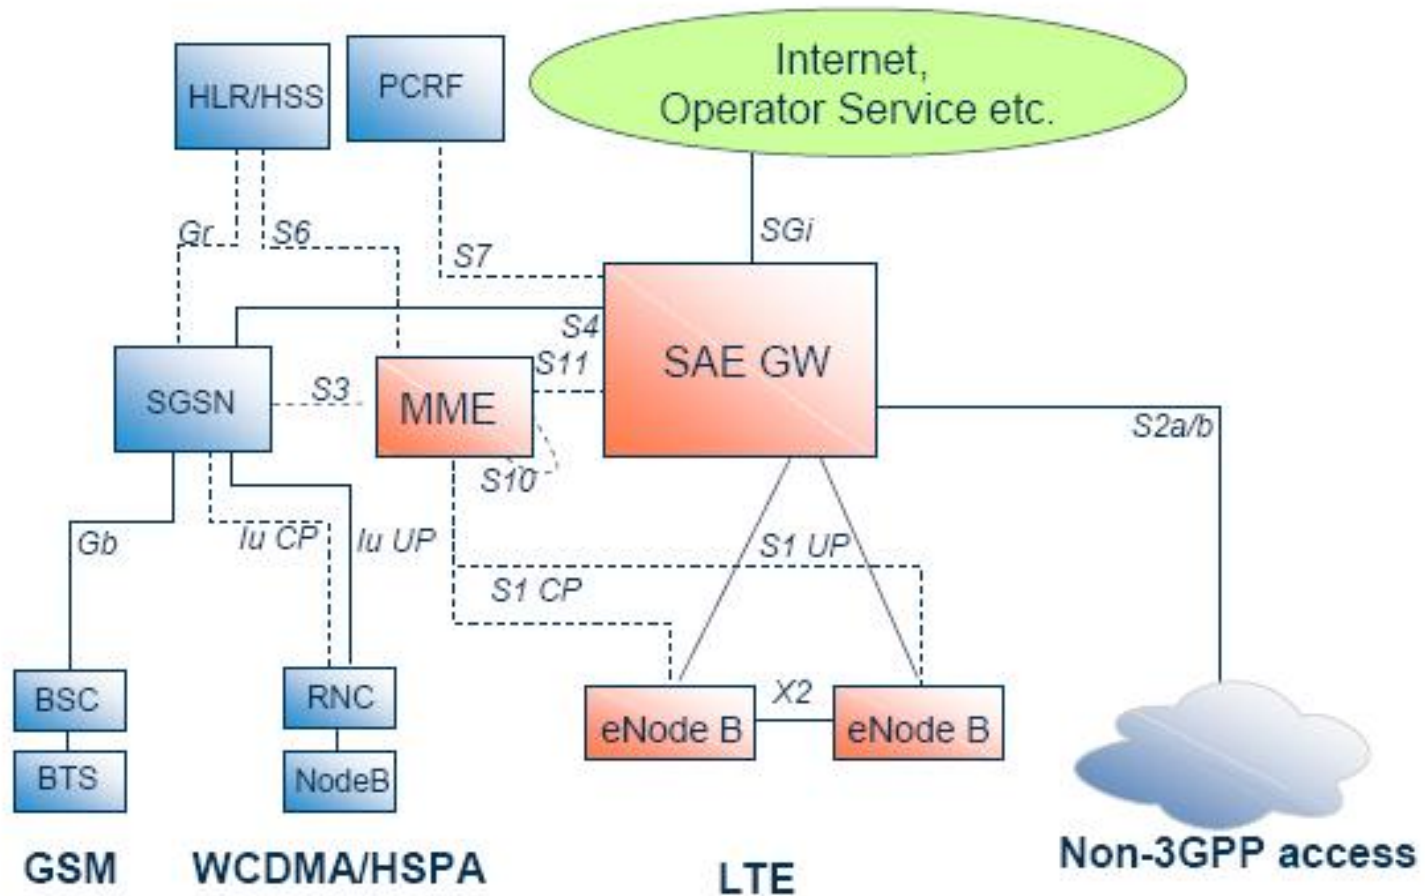 HLR/HSS
PCRF
Internet,
Operator Service etc.
Gr
S6
S7
SGi
S4
S11
SAE GW
SGSN
S3
MME
S10
S2a/b
Gb
Iu CP
Iu UP
S1 UP
S1 CP
BSC
RNC
eNode B
X2
eNode B
BTS
NodeB
GSM
WCDMA/HSPA
LTE
Non-3GPP access